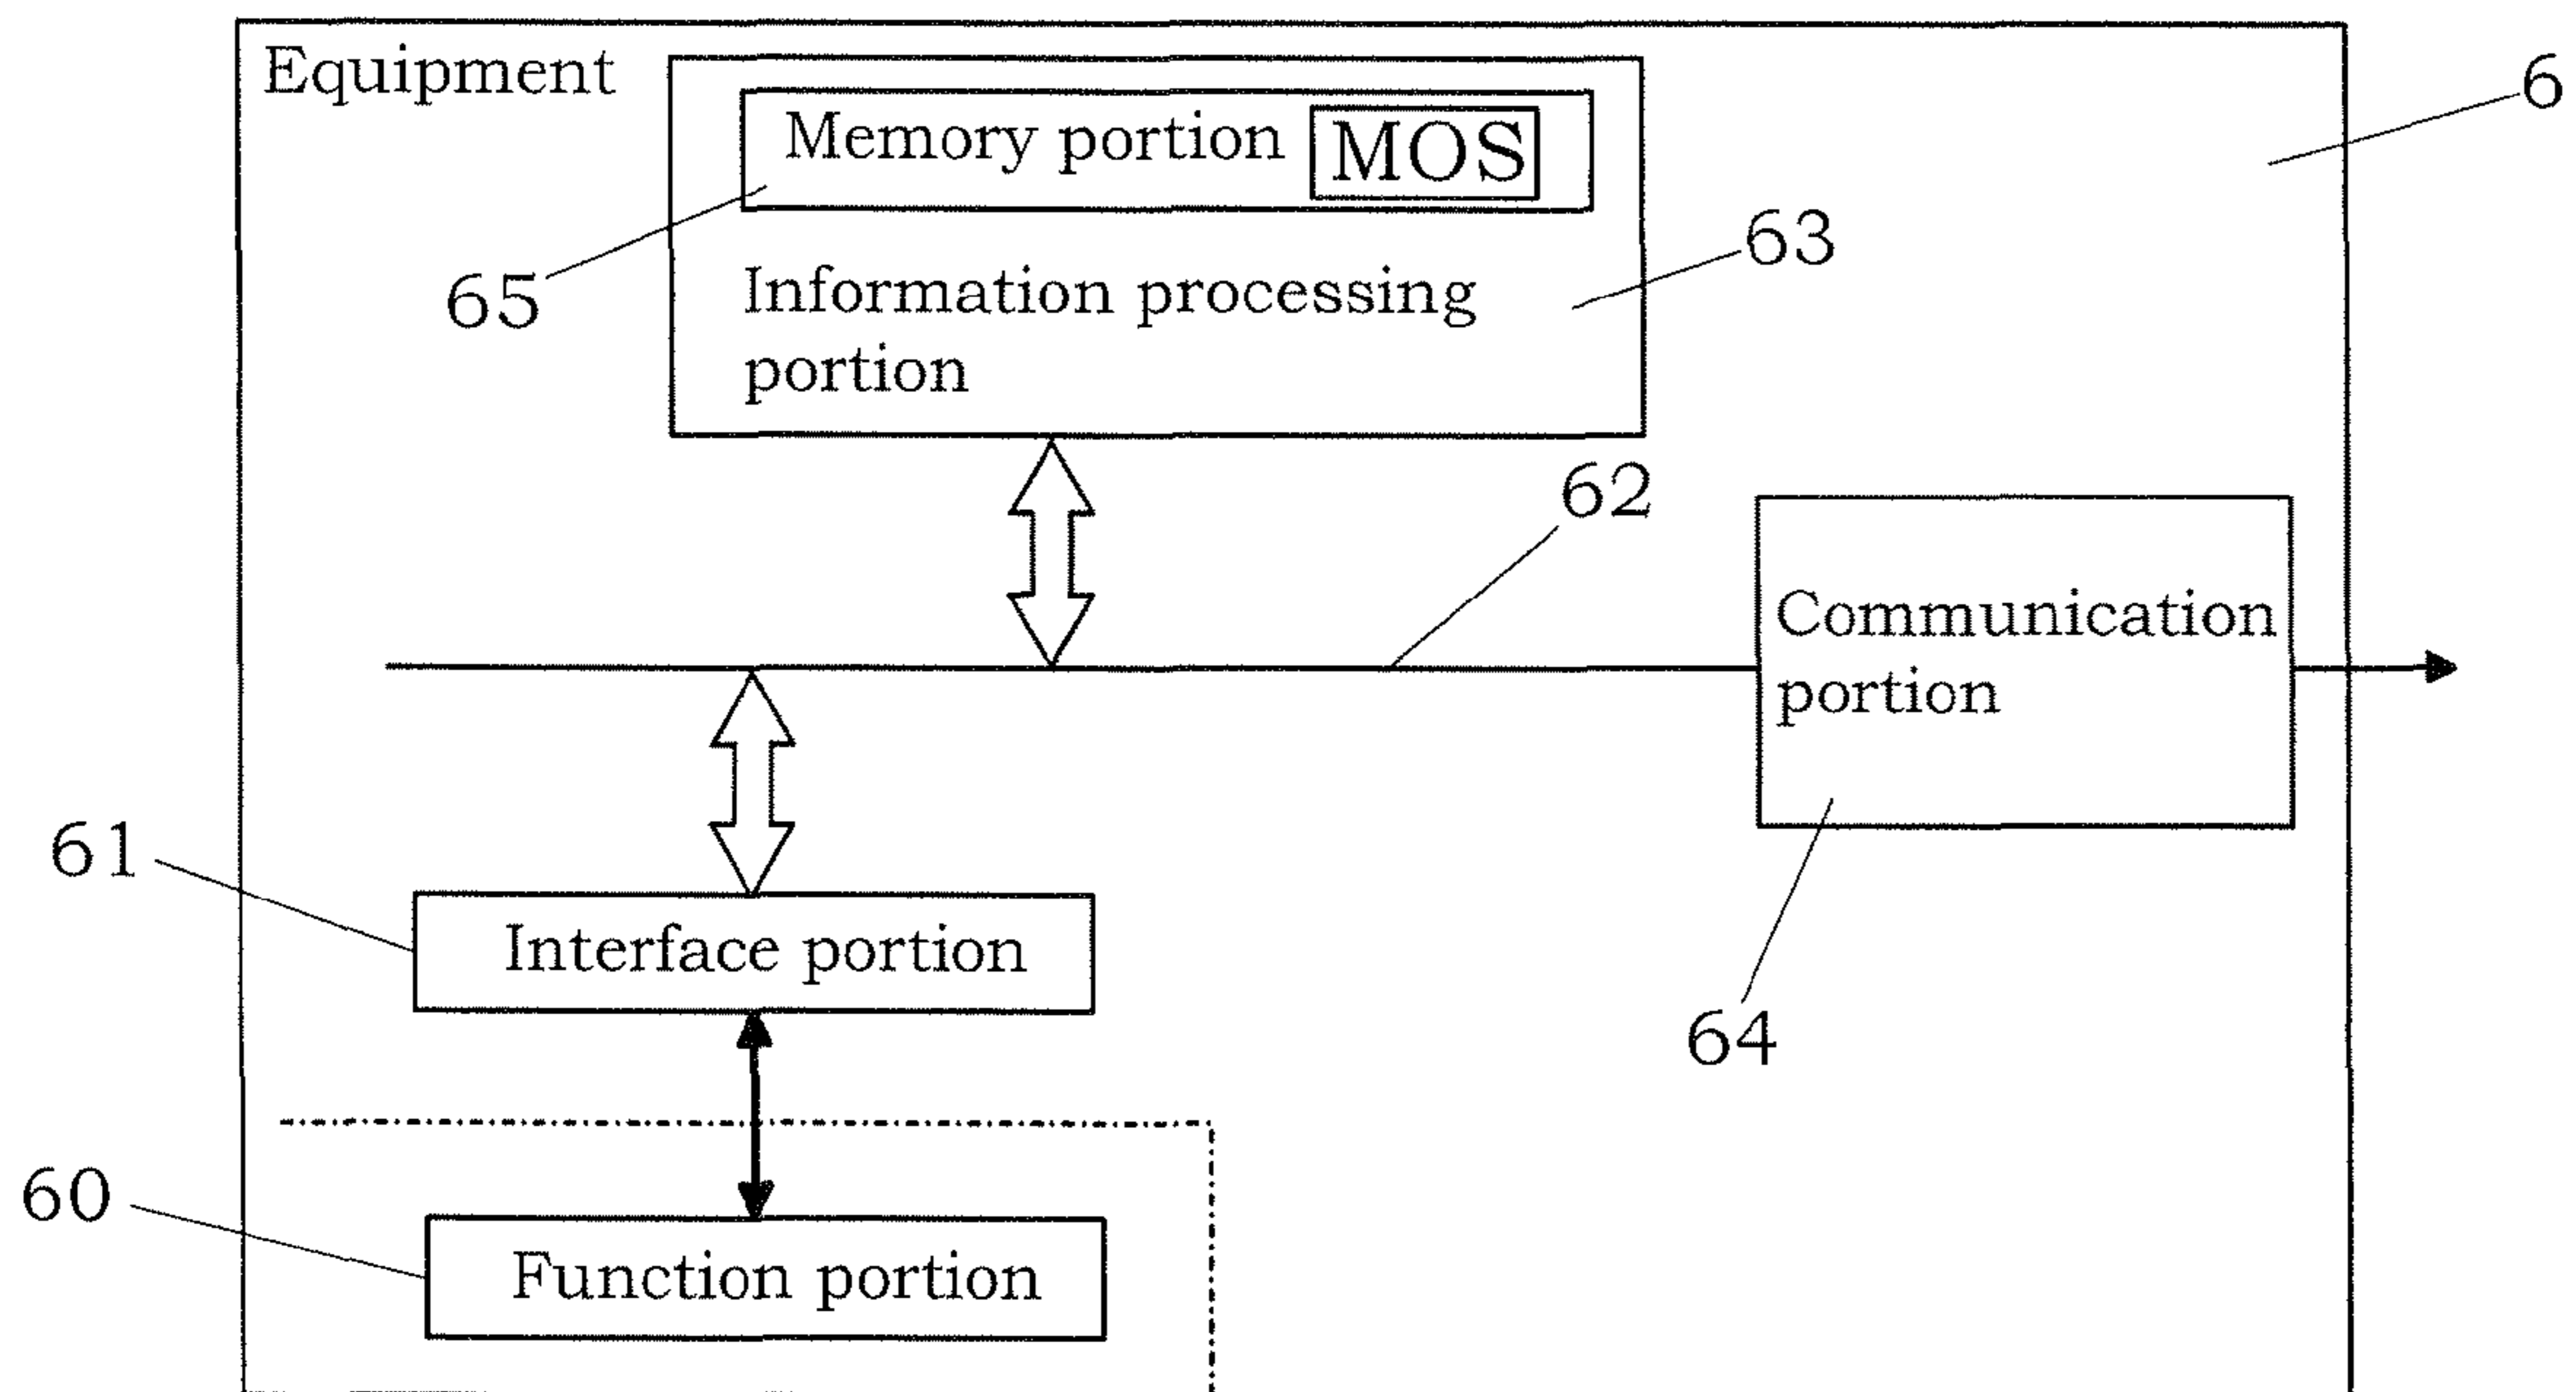 Equipment
6
Memory portion MOS
65
63
Information processing
portion
62
Communication
portion
61
Interface portion
64
60
Function portion